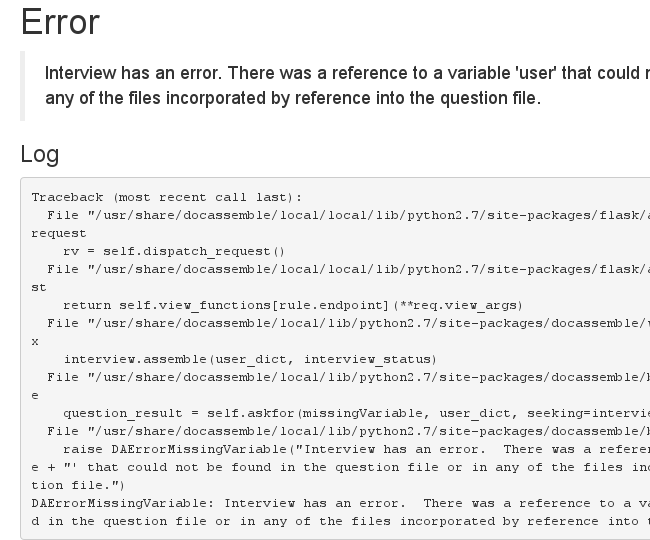 Error
Interview has an error. There was a reference to a variable 'user' that could
any of the files incorporated by reference into the question file.
Log
Traceback (most recent call last):
File "/usr/share/docassemble/local/local/lib/python2.7/site-packages/flask/
request
rv = self.dispatch_request()
File "/usr/share/docassemble/local/local/lib/python2.7/site-packages/flask/
st
return self.view_functions[rule.endpoint](**req.view_args)
File "/usr/share/docassemble/local/local/lib/python2.7/site-packages/docassemble/
x
interview.assemble(user_dict, interview_status)
File "/usr/share/docassemble/local/local/lib/python2.7/site-packages/docassemble/
e
question_result = self.askfor(missingVariable, user_dict, seeking=intervie
File "/usr/share/docassemble/local/local/lib/python2.7/site-packages/docassemble/
raise DAErrorMissingVariable("Interview has an error.  There was a referen
e + "' that could not be found in the question file or in any of the files inc
tion file.")
DAErrorMissingVariable: Interview has an error.  There was a reference to a va
d in the question file or in any of the files incorporated by reference into